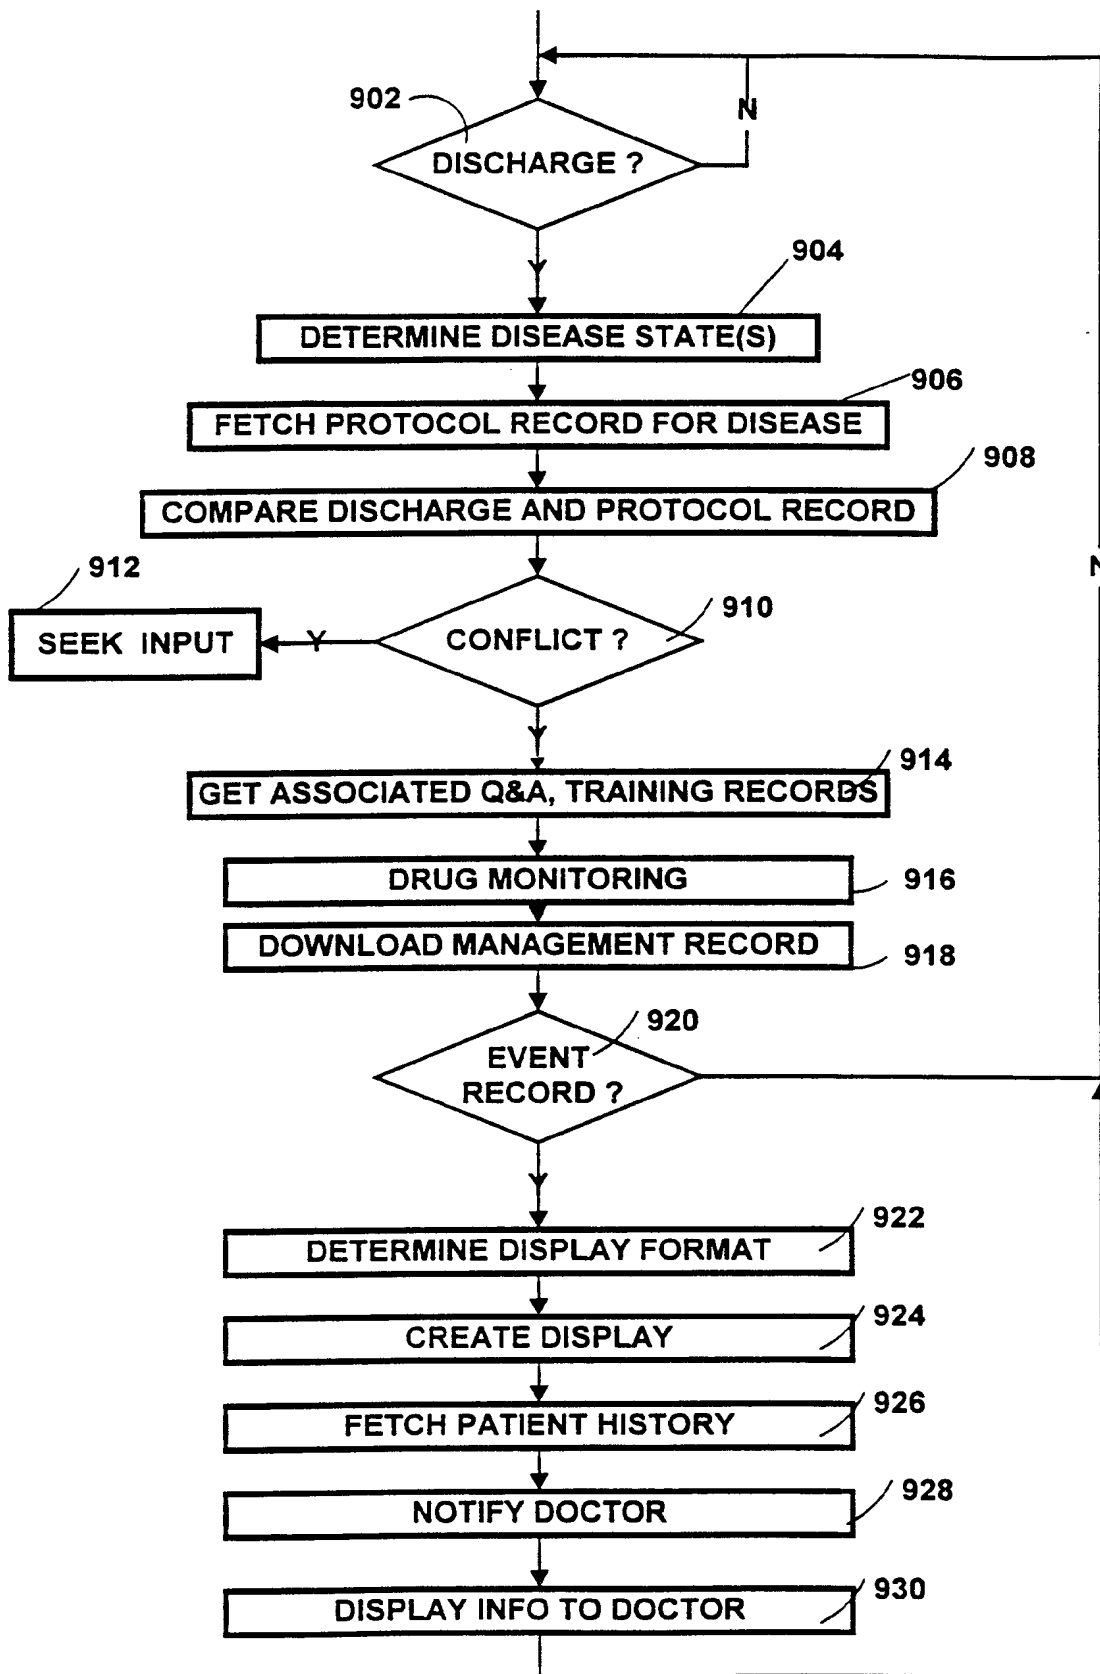 902
DISCHARGE ?
N
Y
904
DETERMINE DISEASE STATE(S)
906
FETCH PROTOCOL RECORD FOR DISEASE
908
COMPARE DISCHARGE AND PROTOCOL RECORD
N
912
SEEK INPUT
Y
CONFLICT ?
910
Y
914
GET ASSOCIATED Q&A, TRAINING RECORDS
DRUG MONITORING
916
DOWNLOAD MANAGEMENT RECORD
918
920
EVENT
RECORD ?
Y
922
DETERMINE DISPLAY FORMAT
924
CREATE DISPLAY
926
FETCH PATIENT HISTORY
928
NOTIFY DOCTOR
930
DISPLAY INFO TO DOCTOR